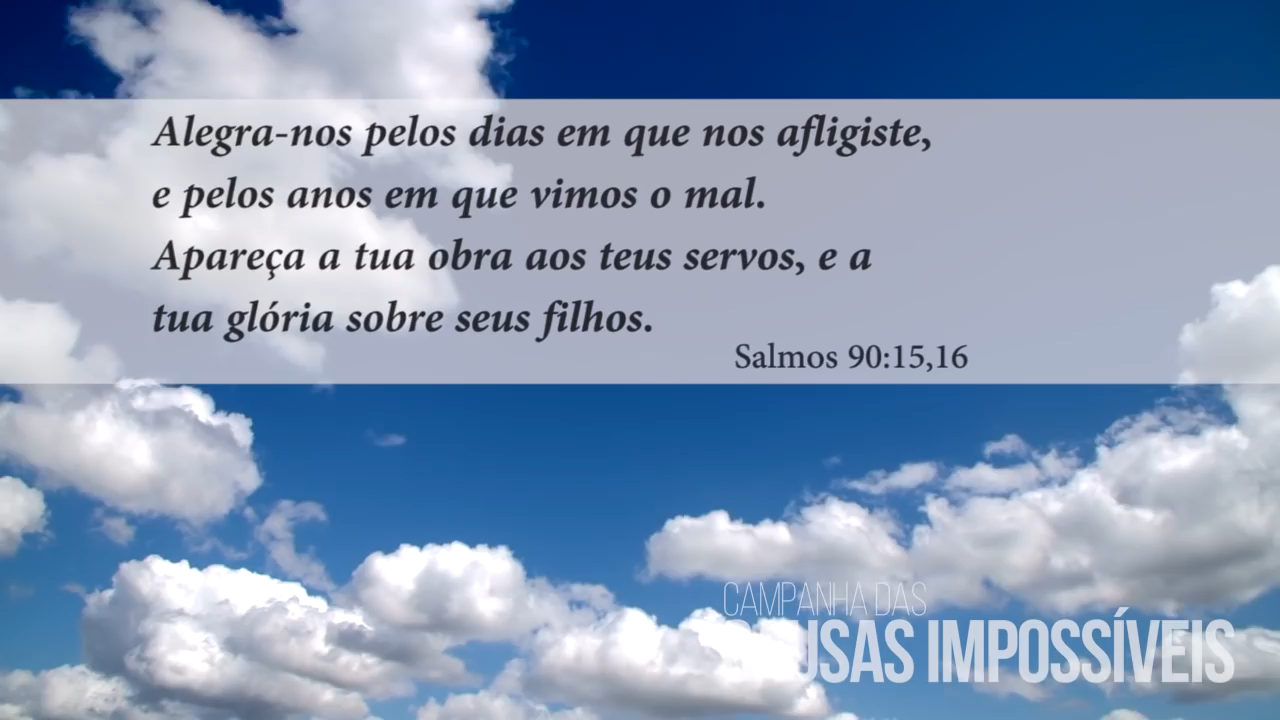 Alegra-nos pelos dias em que nos afligiste,
e pelos anos em que vimos o mal.
Apareça a tua obra aos teus servos, e a
tua glória sobre seus filhos.
Salmos 90:15,16
CAMPANHA DAS
CAUSAS IMPOSSÍVEIS